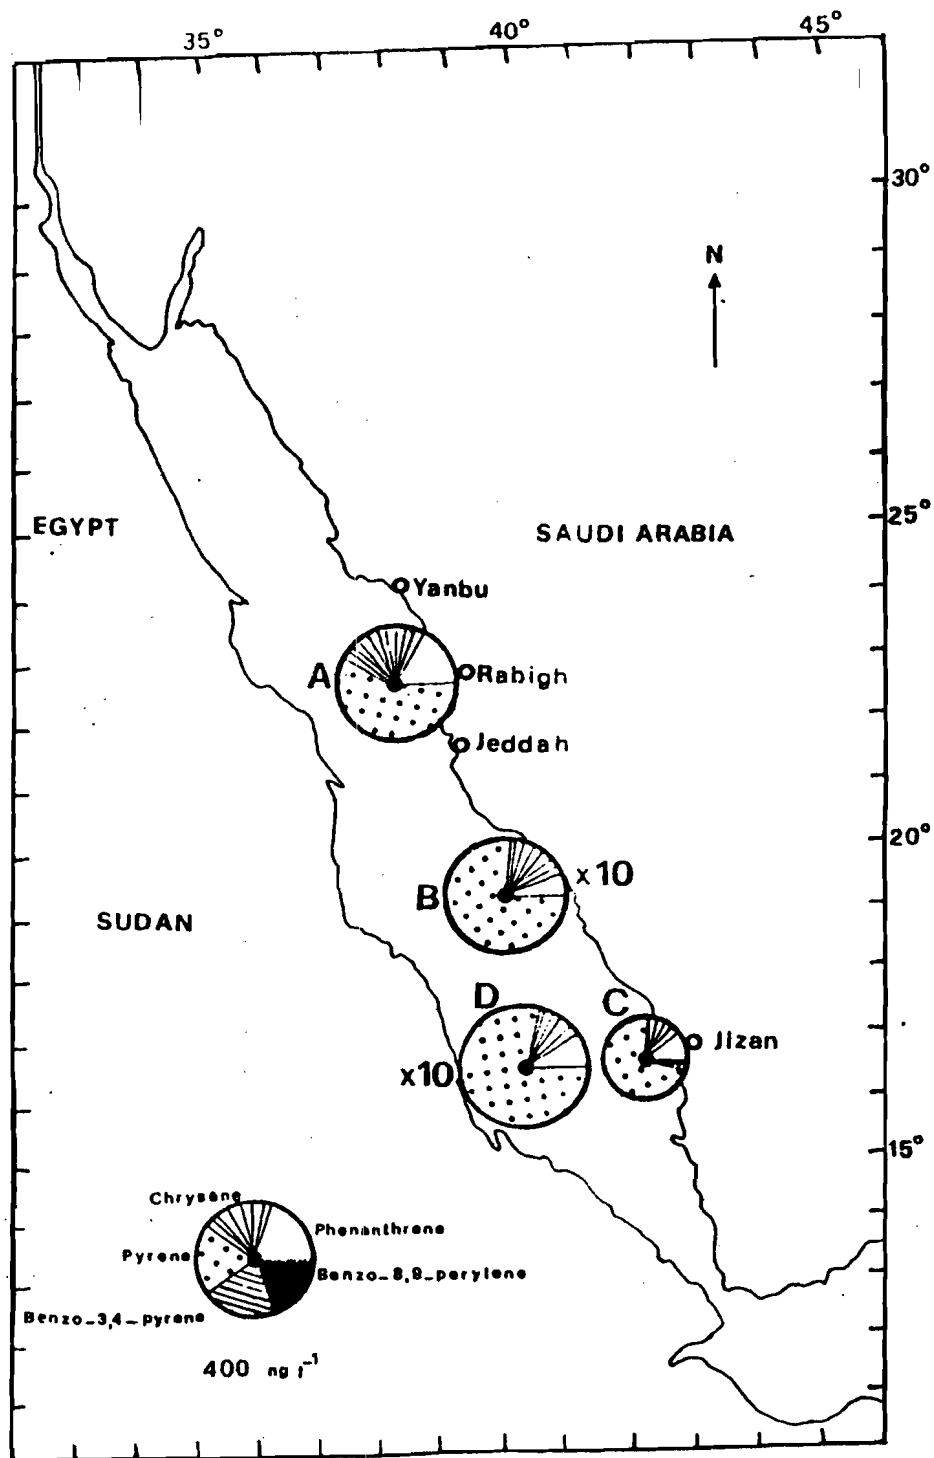 35°
40°
45°
30°
N
25°
EGYPT
SAUDI ARABIA
Yanbu
A
Rabigh
Jeddah
20°
x10
B
SUDAN
D
C
Jizan
x10
15°
Chrysene
Phenanthrene
Pyrene
Benzo-8,9-perylene
Benzo-3,4-pyrene
400 ng l⁻¹